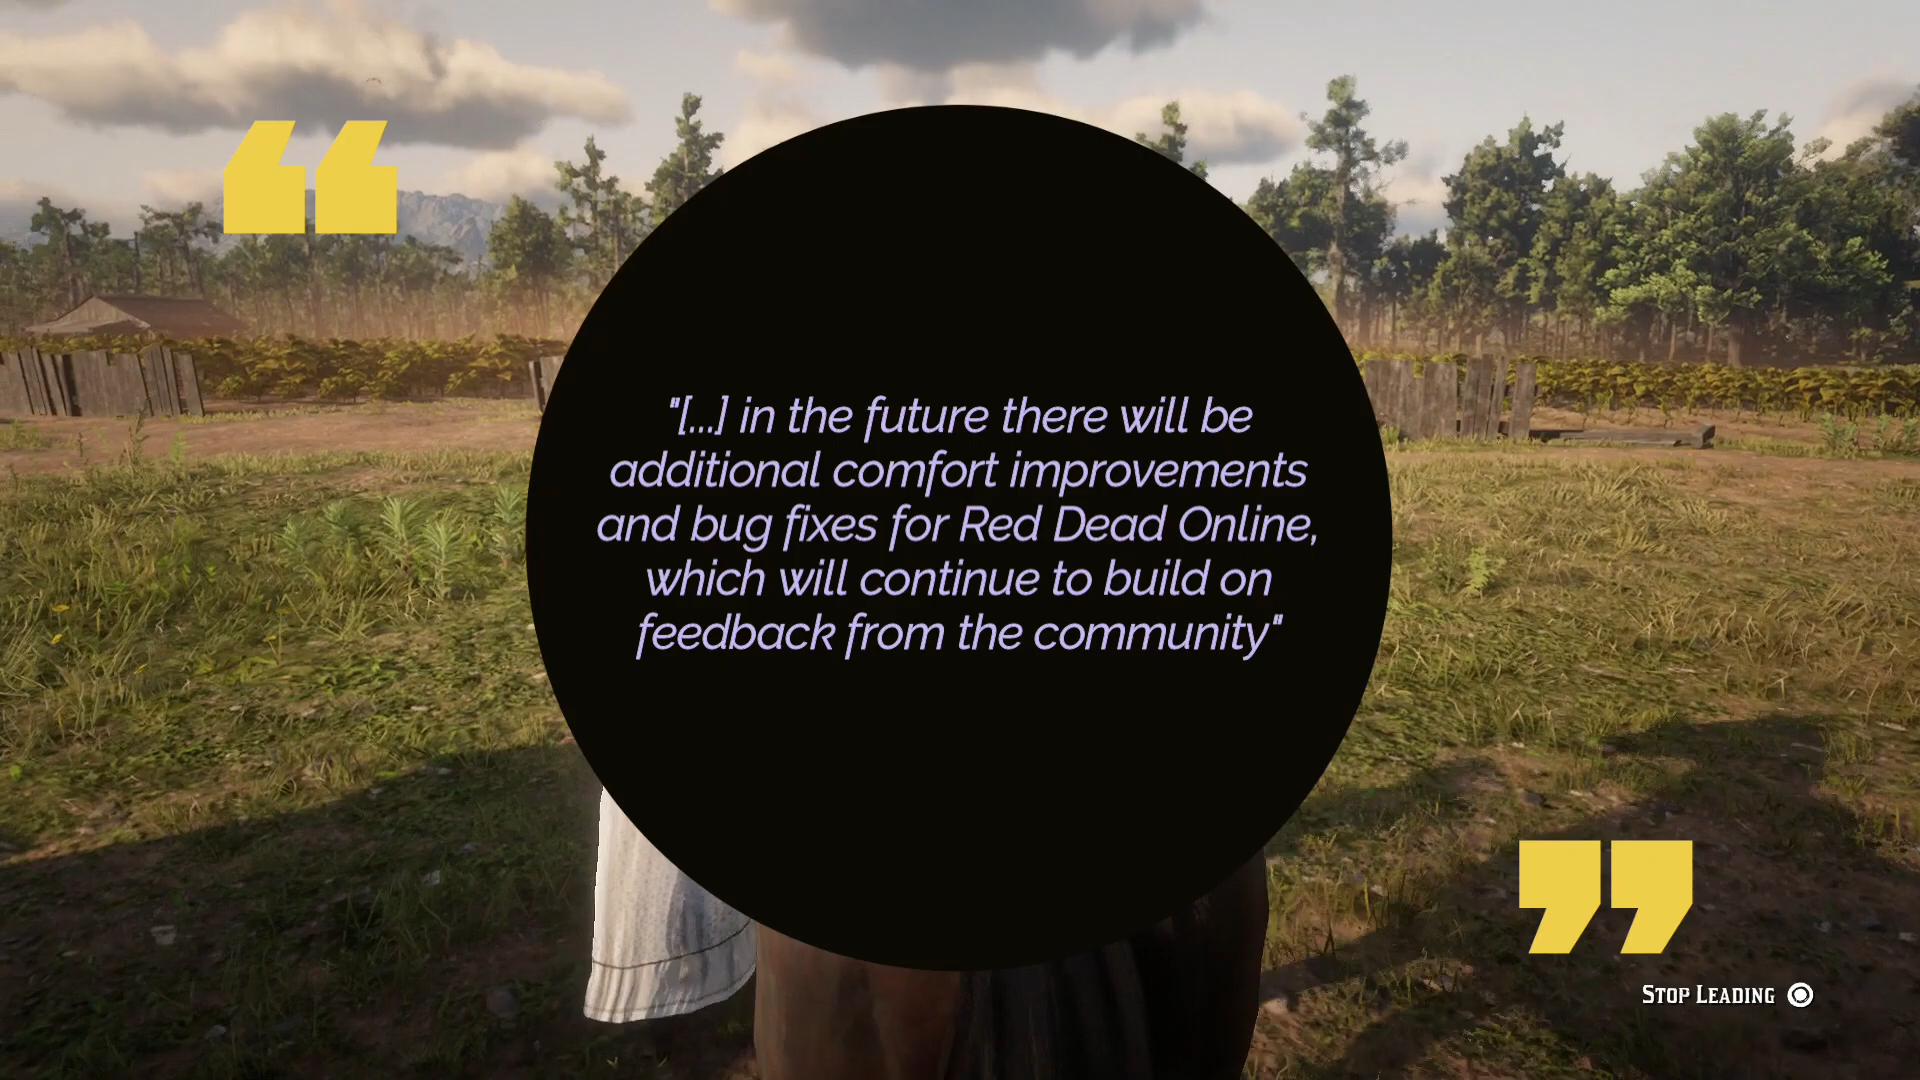 "[...] in the future there will be
additional comfort improvements
and bug fixes for Red Dead Online,
which will continue to build on
feedback from the community"
Stop Leading